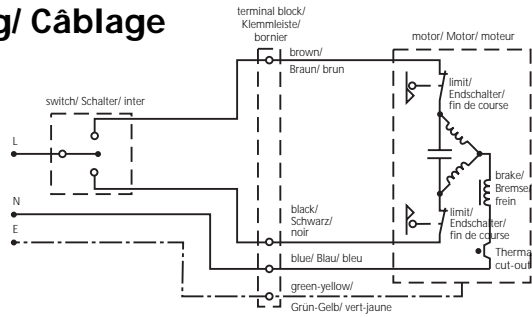 g/ Câblage
terminal block/
Klemmleiste/
bornier
motor/ Motor/ moteur
brown/
Braun/ brun
switch/ Schalter/ inter
limit/
Endschalter/
fin de course
L
brake/
Bremse/
frein
N
black/
Schwarz/
noir
limit/
Endschalter/
fin de course
E
Therma
cut-out/
blue/ Blau/ bleu
green-yellow/
Grün-Gelb/ vert-jaune